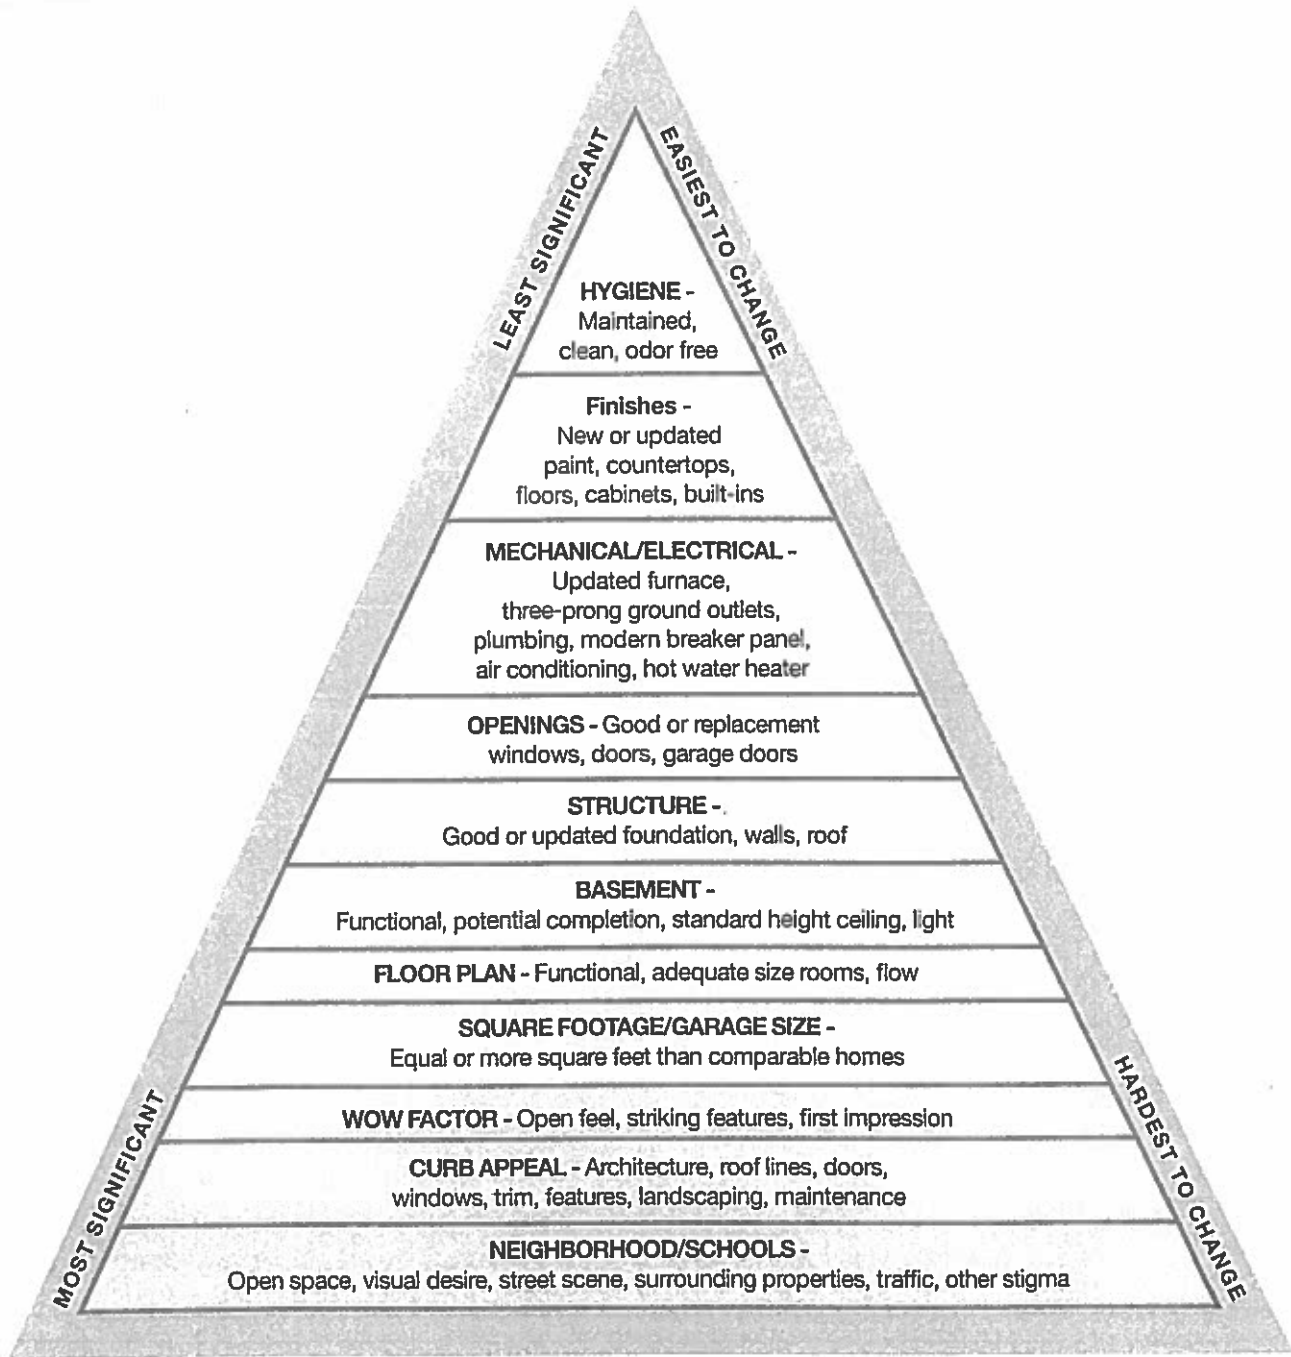 LEAST SIGNIFICANT
EASIEST TO CHANGE
HYGIENE -
Maintained,
clean, odor free
Finishes -
New or updated
paint, countertops,
floors, cabinets, built-ins
MECHANICAL/ELECTRICAL -
Updated furnace,
three-prong ground outlets,
plumbing, modern breaker panel,
air conditioning, hot water heater
OPENINGS - Good or replacement
windows, doors, garage doors
STRUCTURE -
Good or updated foundation, walls, roof
BASEMENT -
Functional, potential completion, standard height ceiling, light
FLOOR PLAN - Functional, adequate size rooms, flow
SQUARE FOOTAGE/GARAGE SIZE -
Equal or more square feet than comparable homes
WOW FACTOR - Open feel, striking features, first impression
CURB APPEAL - Architecture, roof lines, doors,
windows, trim, features, landscaping, maintenance
NEIGHBORHOOD/SCHOOLS -
Open space, visual desire, street scene, surrounding properties, traffic, other stigma
MOST SIGNIFICANT
HARDEST TO CHANGE